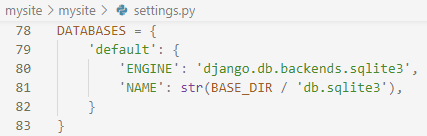 mysite > mysite > settings.py
78 DATABASES = {
79     'default': {
80         'ENGINE': 'django.db.backends.sqlite3',
81         'NAME': str(BASE_DIR / 'db.sqlite3'),
82     }
83 }